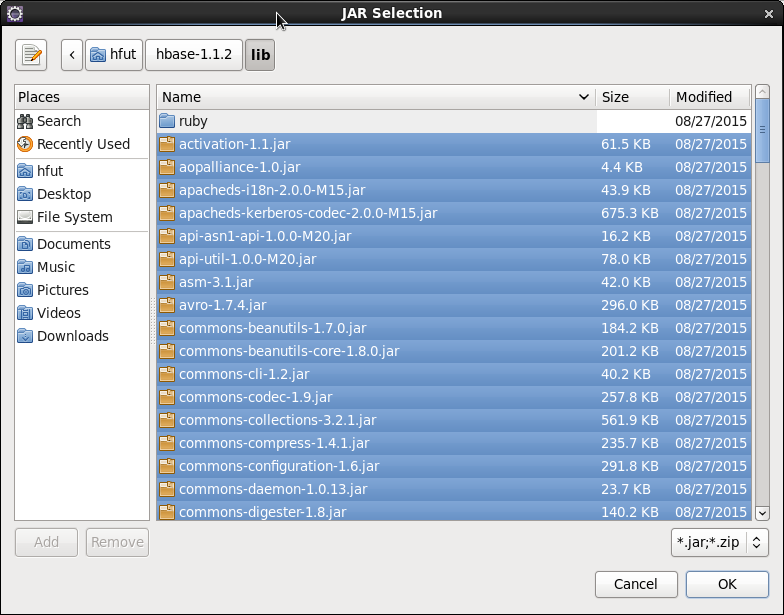 JAR Selection
hfut hbase-1.1.2 lib
Places Name Size Modified
Search
Recently Used
hfut
Desktop
File System
Documents
Music
Pictures
Videos
Downloads
ruby 08/27/2015
activation-1.1.jar 61.5 KB 08/27/2015
aopalliance-1.0.jar 4.4 KB 08/27/2015
apacheds-i18n-2.0.0-M15.jar 43.9 KB 08/27/2015
apacheds-kerberos-codec-2.0.0-M15.jar 675.3 KB 08/27/2015
api-asn1-api-1.0.0-M20.jar 16.2 KB 08/27/2015
api-util-1.0.0-M20.jar 78.0 KB 08/27/2015
asm-3.1.jar 42.0 KB 08/27/2015
avro-1.7.4.jar 296.0 KB 08/27/2015
commons-beanutils-1.7.0.jar 184.2 KB 08/27/2015
commons-beanutils-core-1.8.0.jar 201.2 KB 08/27/2015
commons-cli-1.2.jar 40.2 KB 08/27/2015
commons-codec-1.9.jar 257.8 KB 08/27/2015
commons-collections-3.2.1.jar 561.9 KB 08/27/2015
commons-compress-1.4.1.jar 235.7 KB 08/27/2015
commons-configuration-1.6.jar 291.8 KB 08/27/2015
commons-daemon-1.0.13.jar 23.7 KB 08/27/2015
commons-digester-1.8.jar 140.2 KB 08/27/2015
Add Remove *.jar;*.zip
Cancel OK